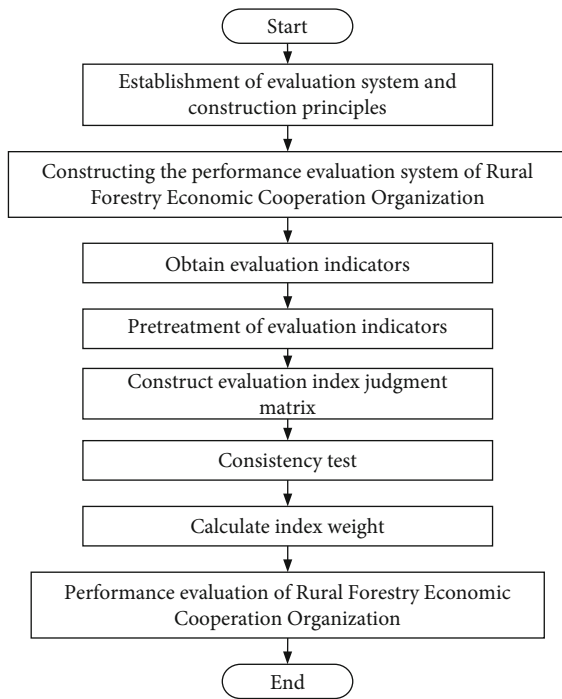 Start
Establishment of evaluation system and
construction principles
Constructing the performance evaluation system of Rural
Forestry Economic Cooperation Organization
Obtain evaluation indicators
Pretreatment of evaluation indicators
Construct evaluation index judgment
matrix
Consistency test
Calculate index weight
Performance evaluation of Rural Forestry Economic
Cooperation Organization
End